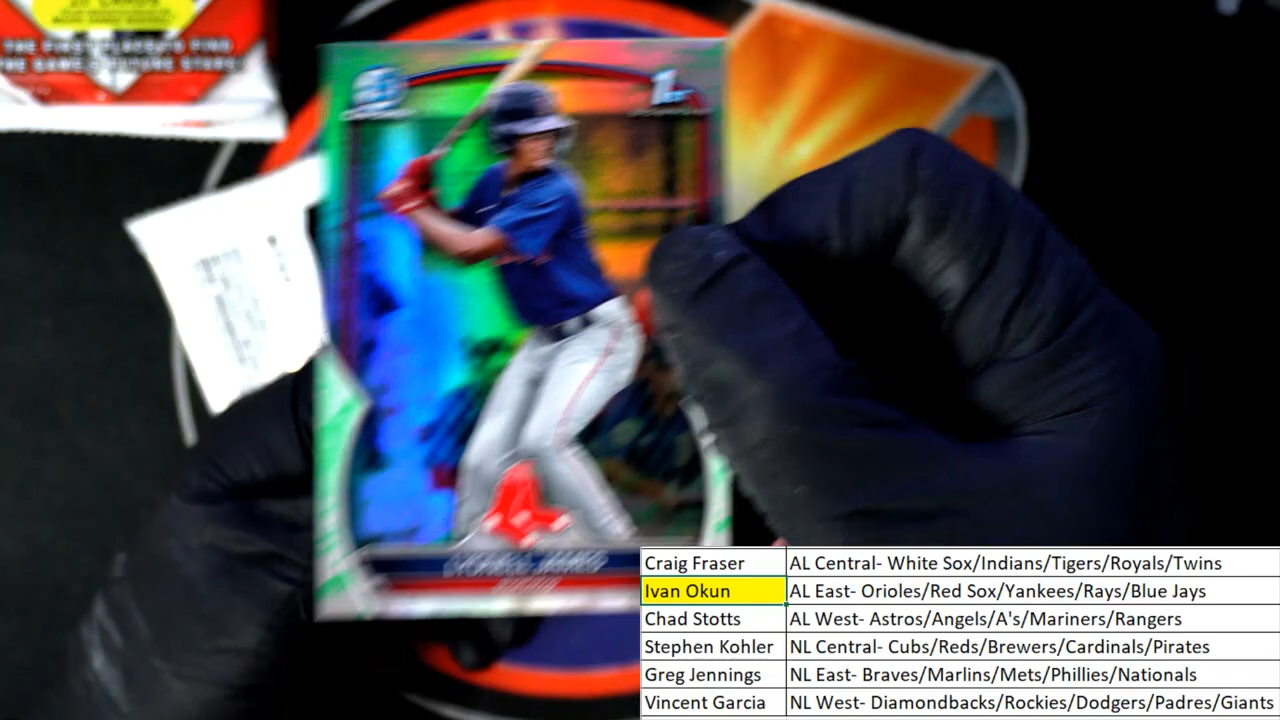 THE FIRST PLACE TO FIND
THE GAME'S FUTURE STARS!
1st
Craig Fraser AL Central- White Sox/Indians/Tigers/Royals/Twins
Ivan Okun AL East- Orioles/Red Sox/Yankees/Rays/Blue Jays
Chad Stotts AL West- Astros/Angels/A's/Mariners/Rangers
Stephen Kohler NL Central- Cubs/Reds/Brewers/Cardinals/Pirates
Greg Jennings NL East- Braves/Marlins/Mets/Phillies/Nationals
Vincent Garcia NL West- Diamondbacks/Rockies/Dodgers/Padres/Giants